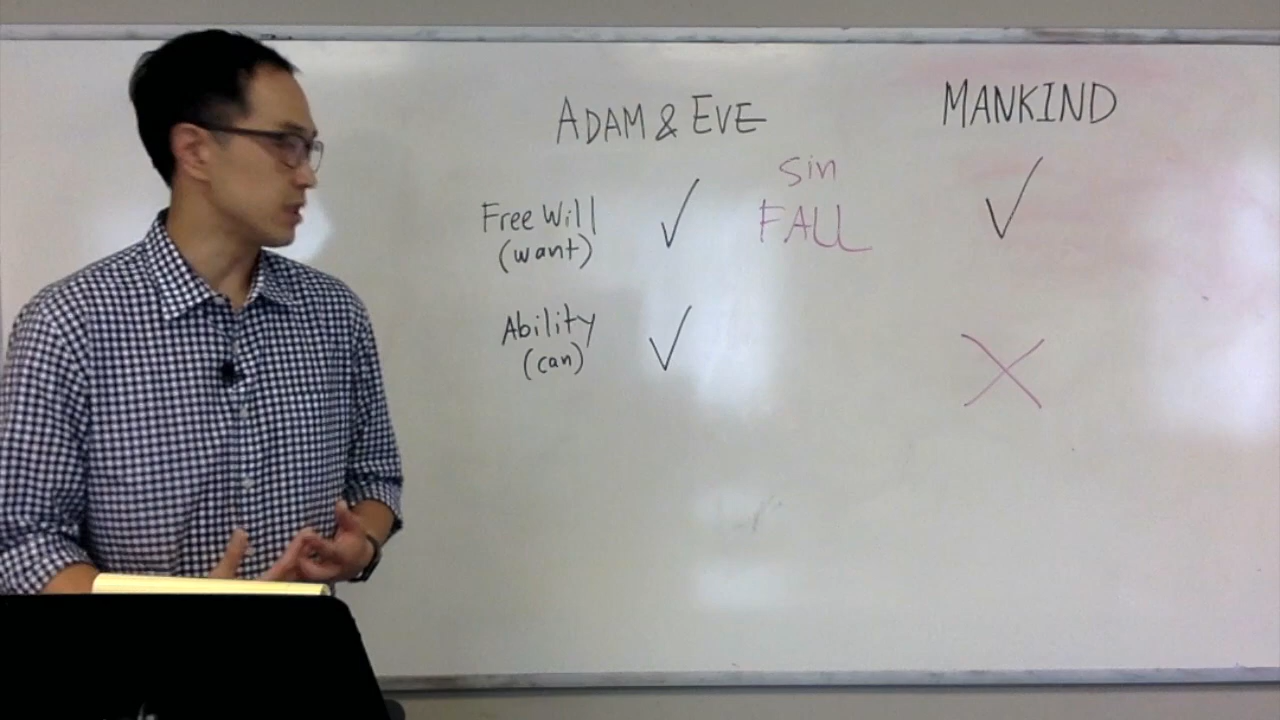 ADAM & EVE
MANKIND
Sin
FALL
Free Will
(want)
Ability
(can)